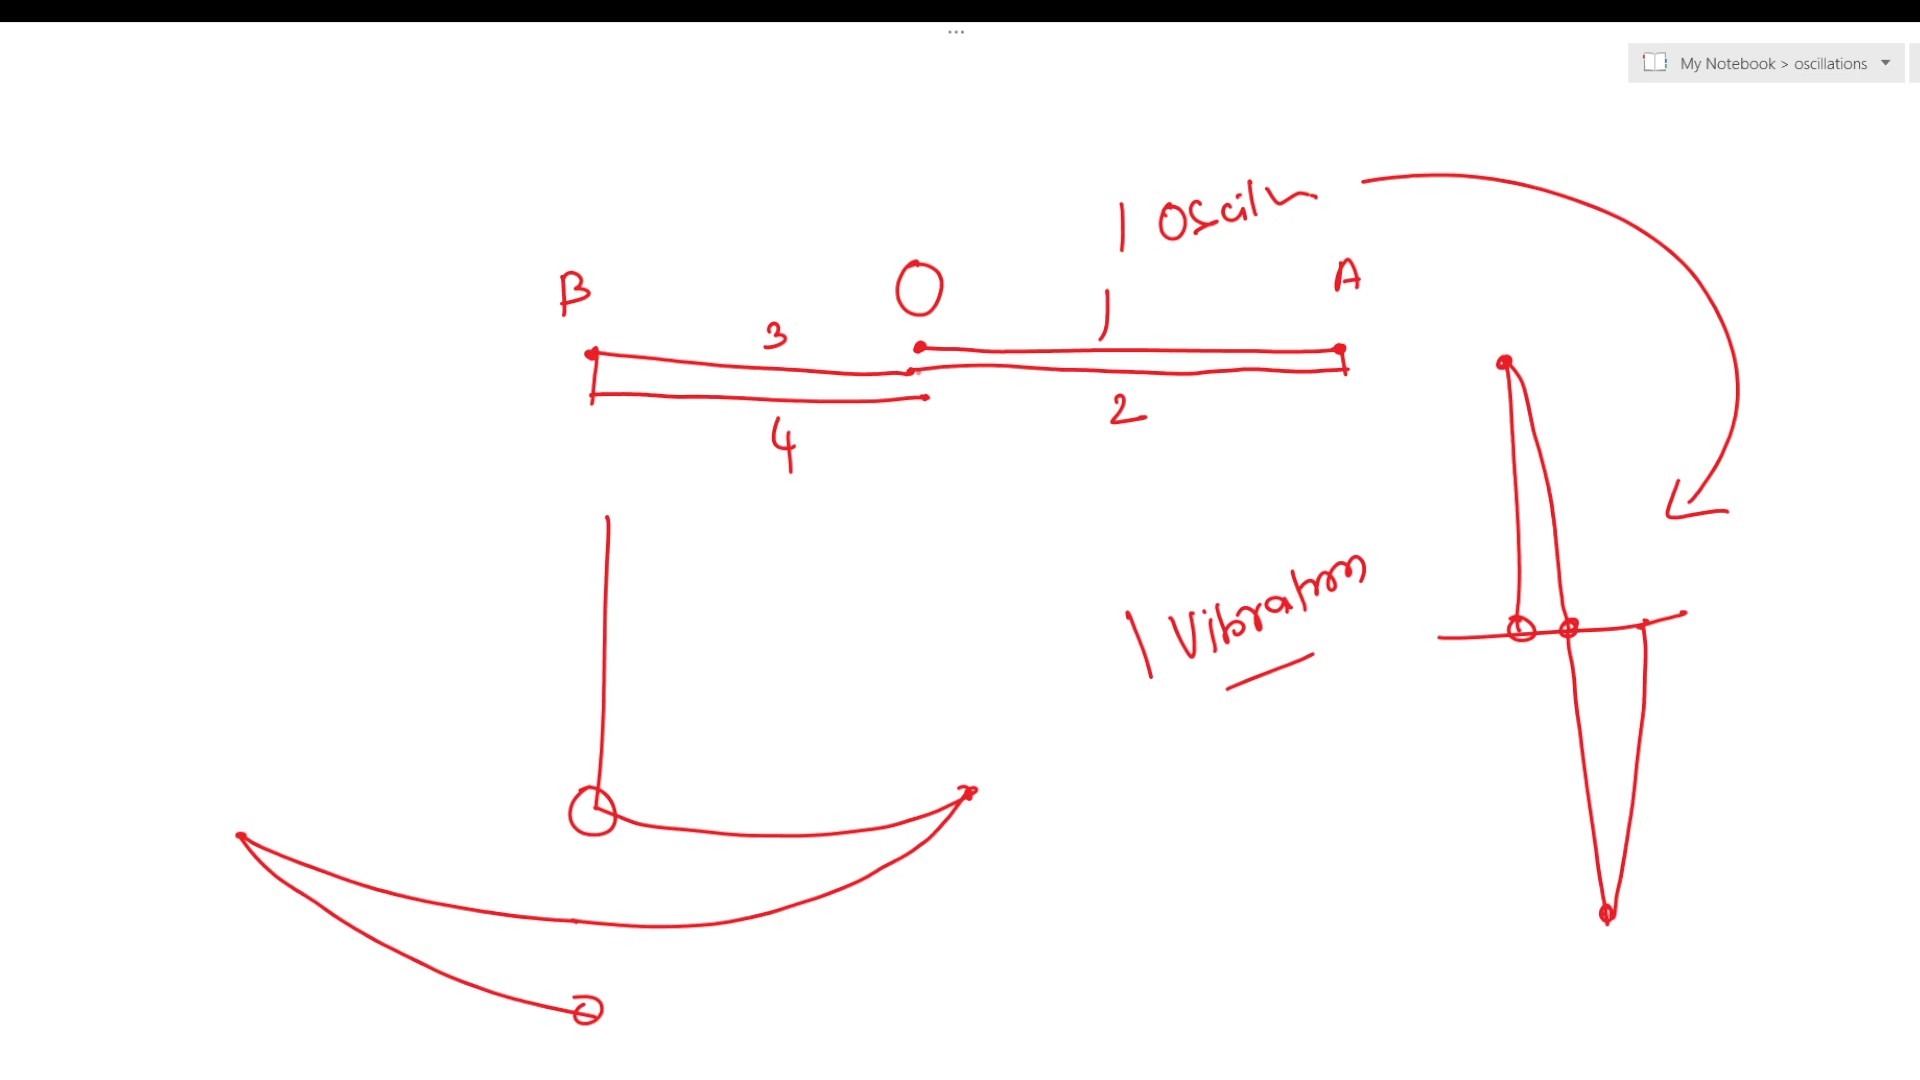 ...
My Notebook > oscillations
1 Oscilln
B
O
A
3
1
4
2
1 Vibration